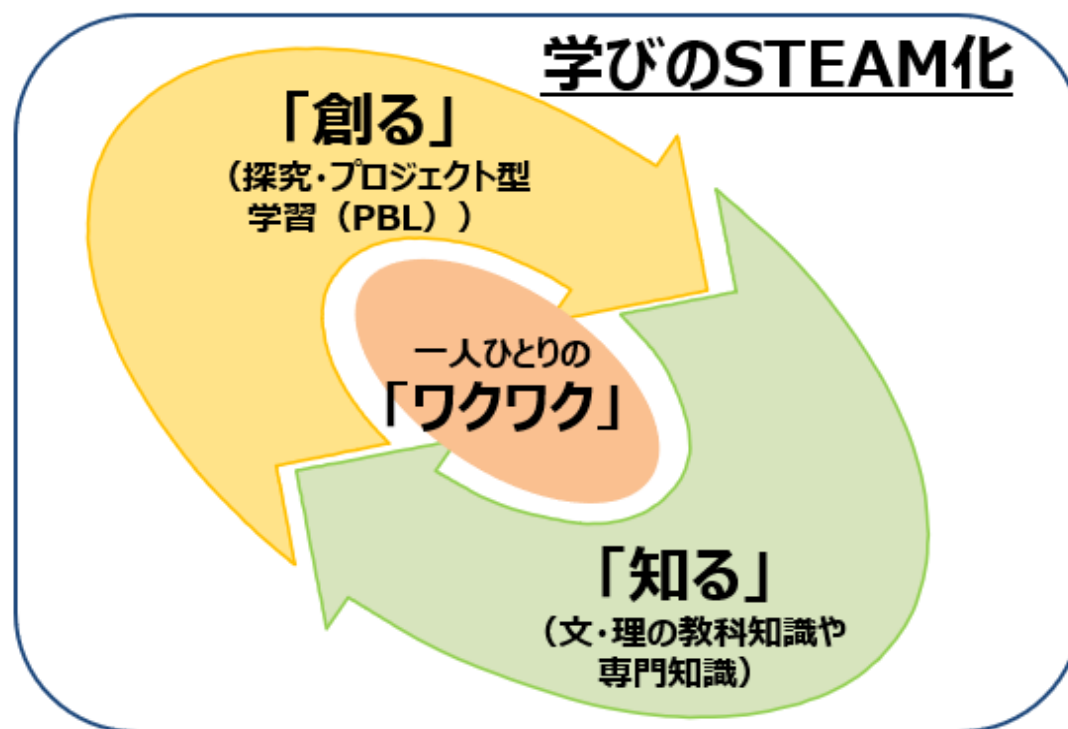 学びのSTEAM化
「創る」
（探究・プロジェクト型
学習（PBL））
一人ひとりの
「ワクワク」
「知る」
（文・理の教科知識や
専門知識）